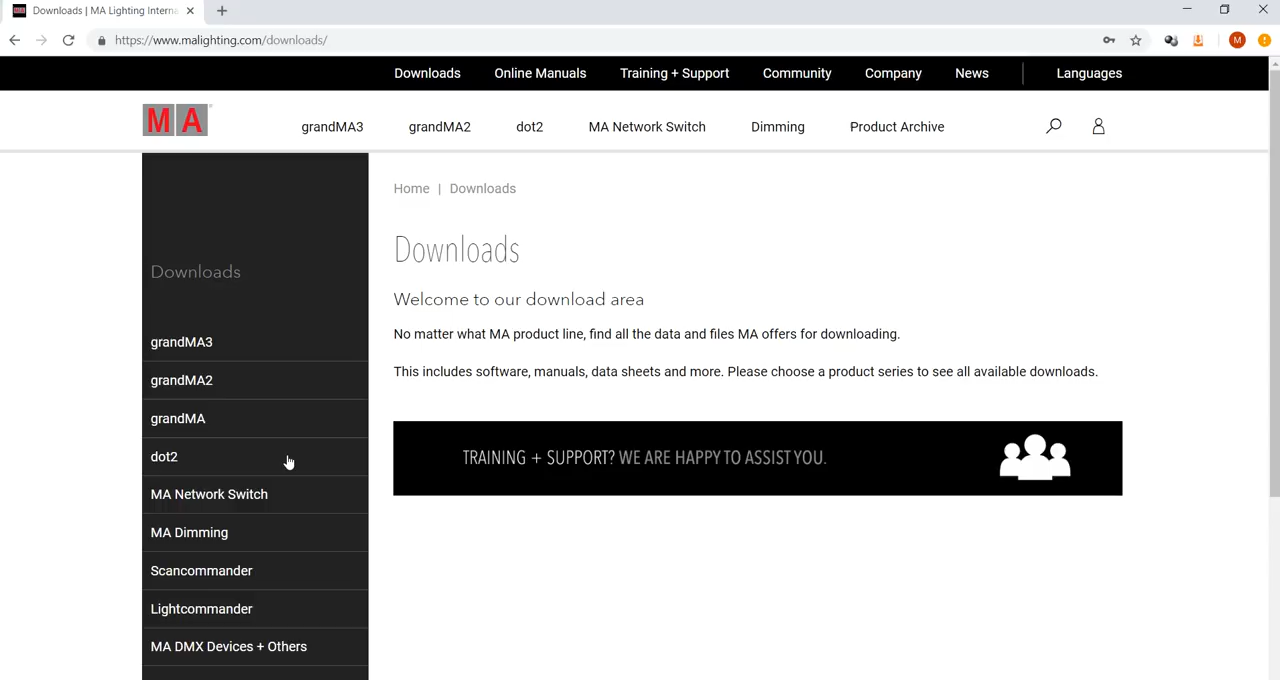 Downloads | MA Lighting Interna
https://www.malighting.com/downloads/
M
Downloads Online Manuals Training + Support Community Company News Languages
MA
grandMA3 grandMA2 dot2 MA Network Switch Dimming Product Archive
Home | Downloads
Downloads
Welcome to our download area
No matter what MA product line, find all the data and files MA offers for downloading.
This includes software, manuals, data sheets and more. Please choose a product series to see all available downloads.
TRAINING + SUPPORT? WE ARE HAPPY TO ASSIST YOU.
Downloads
grandMA3
grandMA2
grandMA
dot2
MA Network Switch
MA Dimming
Scancommander
Lightcommander
MA DMX Devices + Others